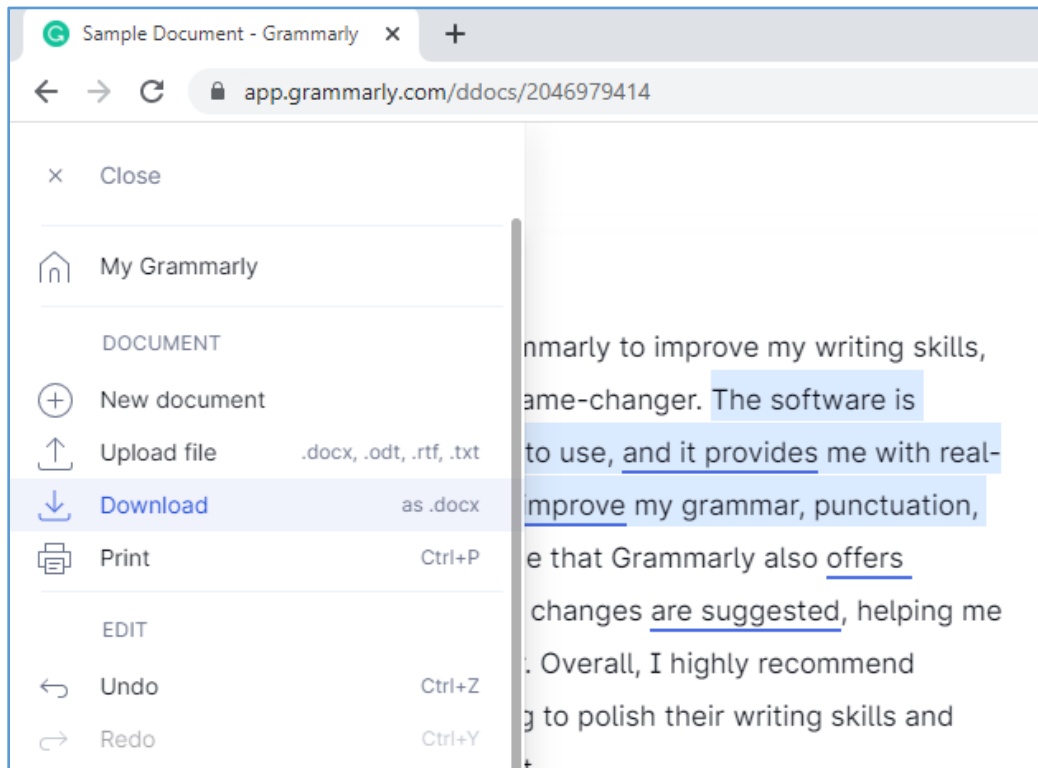 Sample Document - Grammarly
app.grammarly.com/ddocs/2046979414
Close
My Grammarly
DOCUMENT
New document
Upload file .docx, .odt, .rtf, .txt
Download as .docx
Print Ctrl+P
EDIT
Undo Ctrl+Z
Redo Ctrl+Y
to improve my writing skills,
The software is
to use, and it provides me with real-
improve my grammar, punctuation,
that Grammarly also offers
changes are suggested, helping me
Overall, I highly recommend
to polish their writing skills and